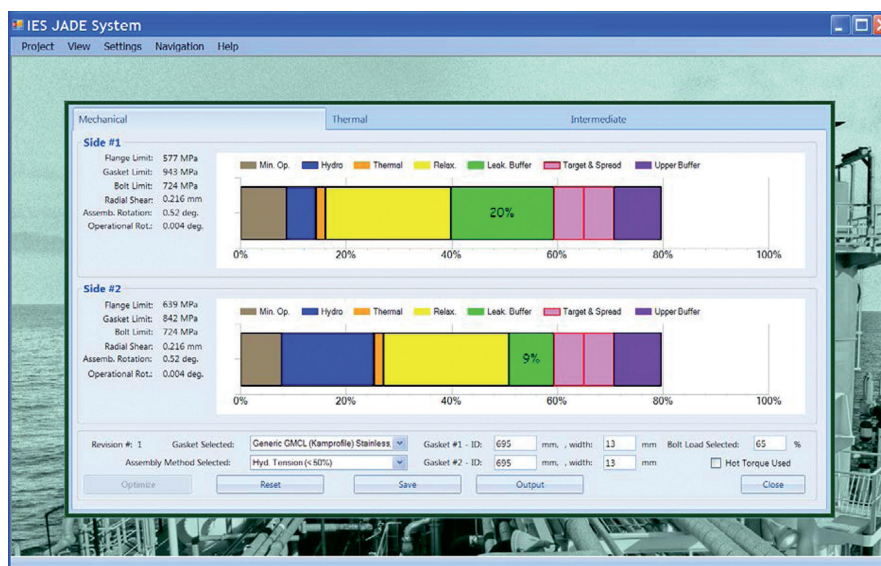 IES JADE System
Project View Settings Navigation Help
Mechanical Thermal Intermediate
Side #1
Flange Limit: 577 MPa
Gasket Limit: 943 MPa
Bolt Limit: 724 MPa
Radial Shear: 0.216 mm
Assemb. Rotation: 0.52 deg.
Operational Rot.: 0.004 deg.
Min. Op. Hydro Thermal Relax. Leak. Buffer Target & Spread Upper Buffer
20%
0% 20% 40% 60% 80% 100%
Side #2
Flange Limit: 639 MPa
Gasket Limit: 842 MPa
Bolt Limit: 724 MPa
Radial Shear: 0.216 mm
Assemb. Rotation: 0.52 deg.
Operational Rot.: 0.004 deg.
Min. Op. Hydro Thermal Relax. Leak. Buffer Target & Spread Upper Buffer
9%
0% 20% 40% 60% 80% 100%
Revision #: 1 Gasket Selected: Generic GMCL (Kamprofile) Stainless, Gasket #1 - ID: 695 mm. , width: 13 mm Bolt Load Selected: 65 %
Assembly Method Selected: Hyd. Tension (<60%) Gasket #2 - ID: 695 mm. , width: 13 mm Hot Torque Used
Optimize Reset Save Output Close